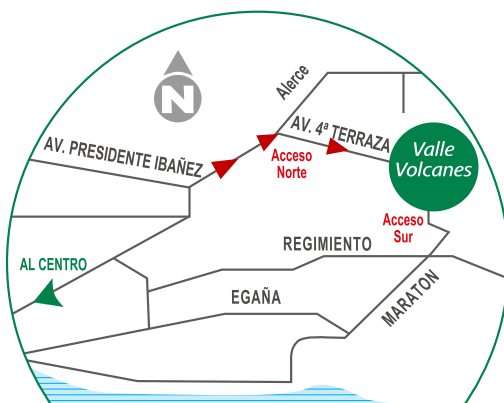 Alerce
N
AV. 4ª TERRAZA
AV. PRESIDENTE IBAÑEZ
Acceso
Norte
Valle
Volcanes
Acceso
Sur
REGIMIENTO
AL CENTRO
EGAÑA
MARATON